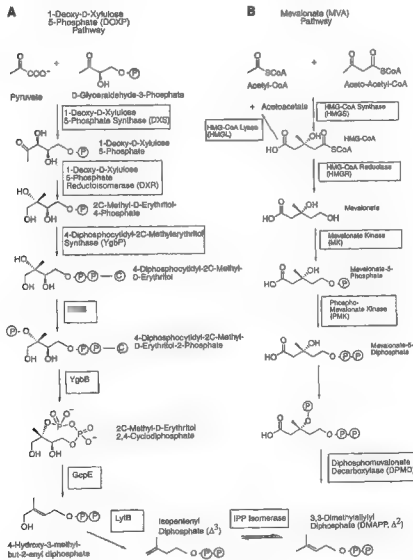 A
1-Deoxy-D-Xylulose
5-Phosphate (DOXP)
Pathway
Pyruvate
D-Glyceraldehyde-3-Phosphate
1-Deoxy-D-Xylulose
5-Phosphate Synthase (DXS)
1-Deoxy-D-Xylulose
5-Phosphate
1-Deoxy-D-Xylulose
5-Phosphate
Reductoisomerase (DXR)
2C-Methyl-D-Erythritol
4-Phosphate
4-Diphosphocytidyl-2C-Methylerythritol
Synthase (YgbP)
4-Diphosphocytidyl-2C-Methyl-
D-Erythritol
4-Diphosphocytidyl-2C-Methyl-
D-Erythritol-2-Phosphate
YgbB
2C-Methyl-D-Erythritol
2,4-Cyclodiphosphate
GcpE
4-Hydroxy-3-methyl-
but-2-enyl diphosphate
LytB
Isopentenyl
Diphosphate (Δ³)
IPP Isomerase
3,3-Dimethylallyl
Diphosphate (DMAPP, Δ²)
B
Mevalonate (MVA)
Pathway
Acetyl-CoA
Aceto-Acetyl-CoA
+ Acetoacetate
HMG-CoA Synthase
(HMGS)
HMG-CoA Lyase
(HMGL)
HMG-CoA
HMG-CoA Reductase
(HMGR)
Mevalonate
Mevalonate Kinase
(MK)
Mevalonate-5-
Phosphate
Phospho-
Mevalonate Kinase
(PMK)
Mevalonate-5-
Diphosphate
Diphosphomevalonate
Decarboxylase (DPMD)